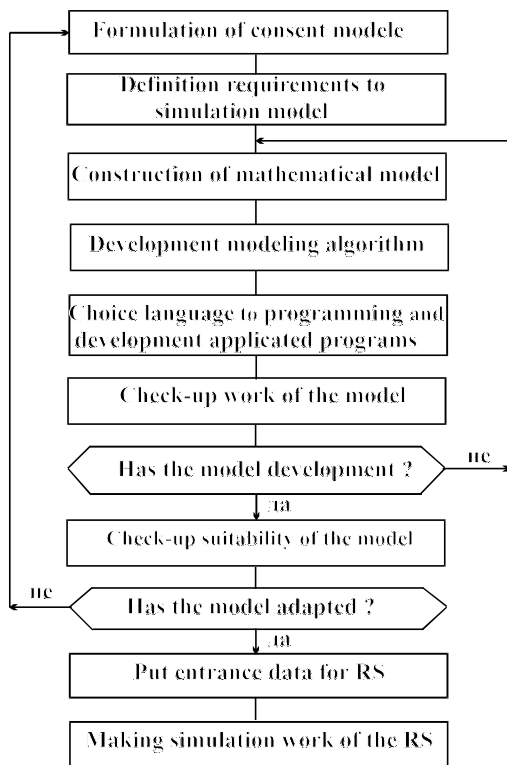 Formulation of consent modele
Definition requirements to
simulation model
Construction of mathematical model
Development modeling algorithm
Choice language to programming and
development applicated programs
Check-up work of the model
Has the model development ?
не
да
Check-up suitability of the model
не
Has the model adapted ?
да
Put entrance data for RS
Making simulation work of the RS